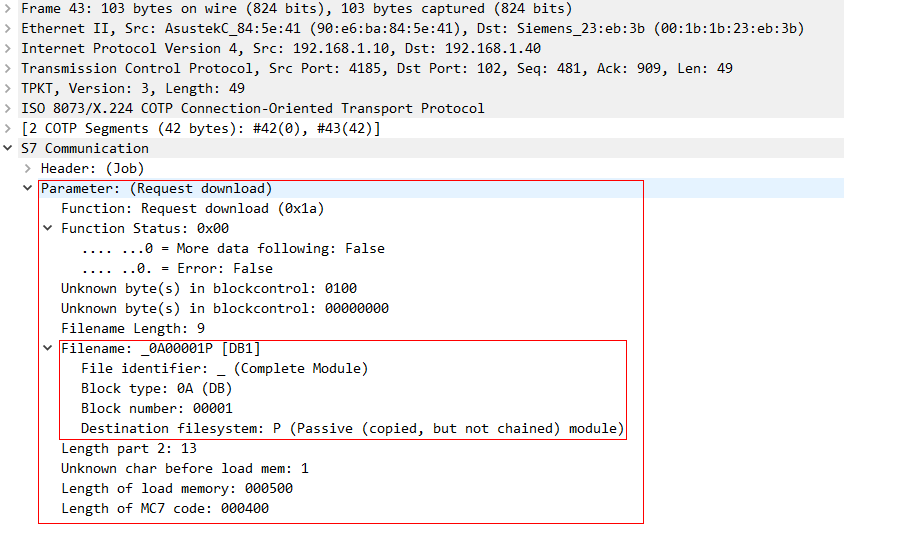 Frame 43: 103 bytes on wire (824 bits), 103 bytes captured (824 bits)
Ethernet II, Src: AsustekC_84:5e:41 (90:e6:ba:84:5e:41), Dst: Siemens_23:eb:3b (00:1b:1b:23:eb:3b)
Internet Protocol Version 4, Src: 192.168.1.10, Dst: 192.168.1.40
Transmission Control Protocol, Src Port: 4185, Dst Port: 102, Seq: 481, Ack: 909, Len: 49
TPKT, Version: 3, Length: 49
ISO 8073/X.224 COTP Connection-Oriented Transport Protocol
[2 COTP Segments (42 bytes): #42(0), #43(42)]
S7 Communication
Header: (Job)
Parameter: (Request download)
Function: Request download (0x1a)
Function Status: 0x00
.... ...0 = More data following: False
.... ..0. = Error: False
Unknown byte(s) in blockcontrol: 0100
Unknown byte(s) in blockcontrol: 00000000
Filename Length: 9
Filename: _0A00001P [DB1]
File identifier: _ (Complete Module)
Block type: 0A (DB)
Block number: 00001
Destination filesystem: P (Passive (copied, but not chained) module)
Length part 2: 13
Unknown char before load mem: 1
Length of load memory: 000500
Length of MC7 code: 000400